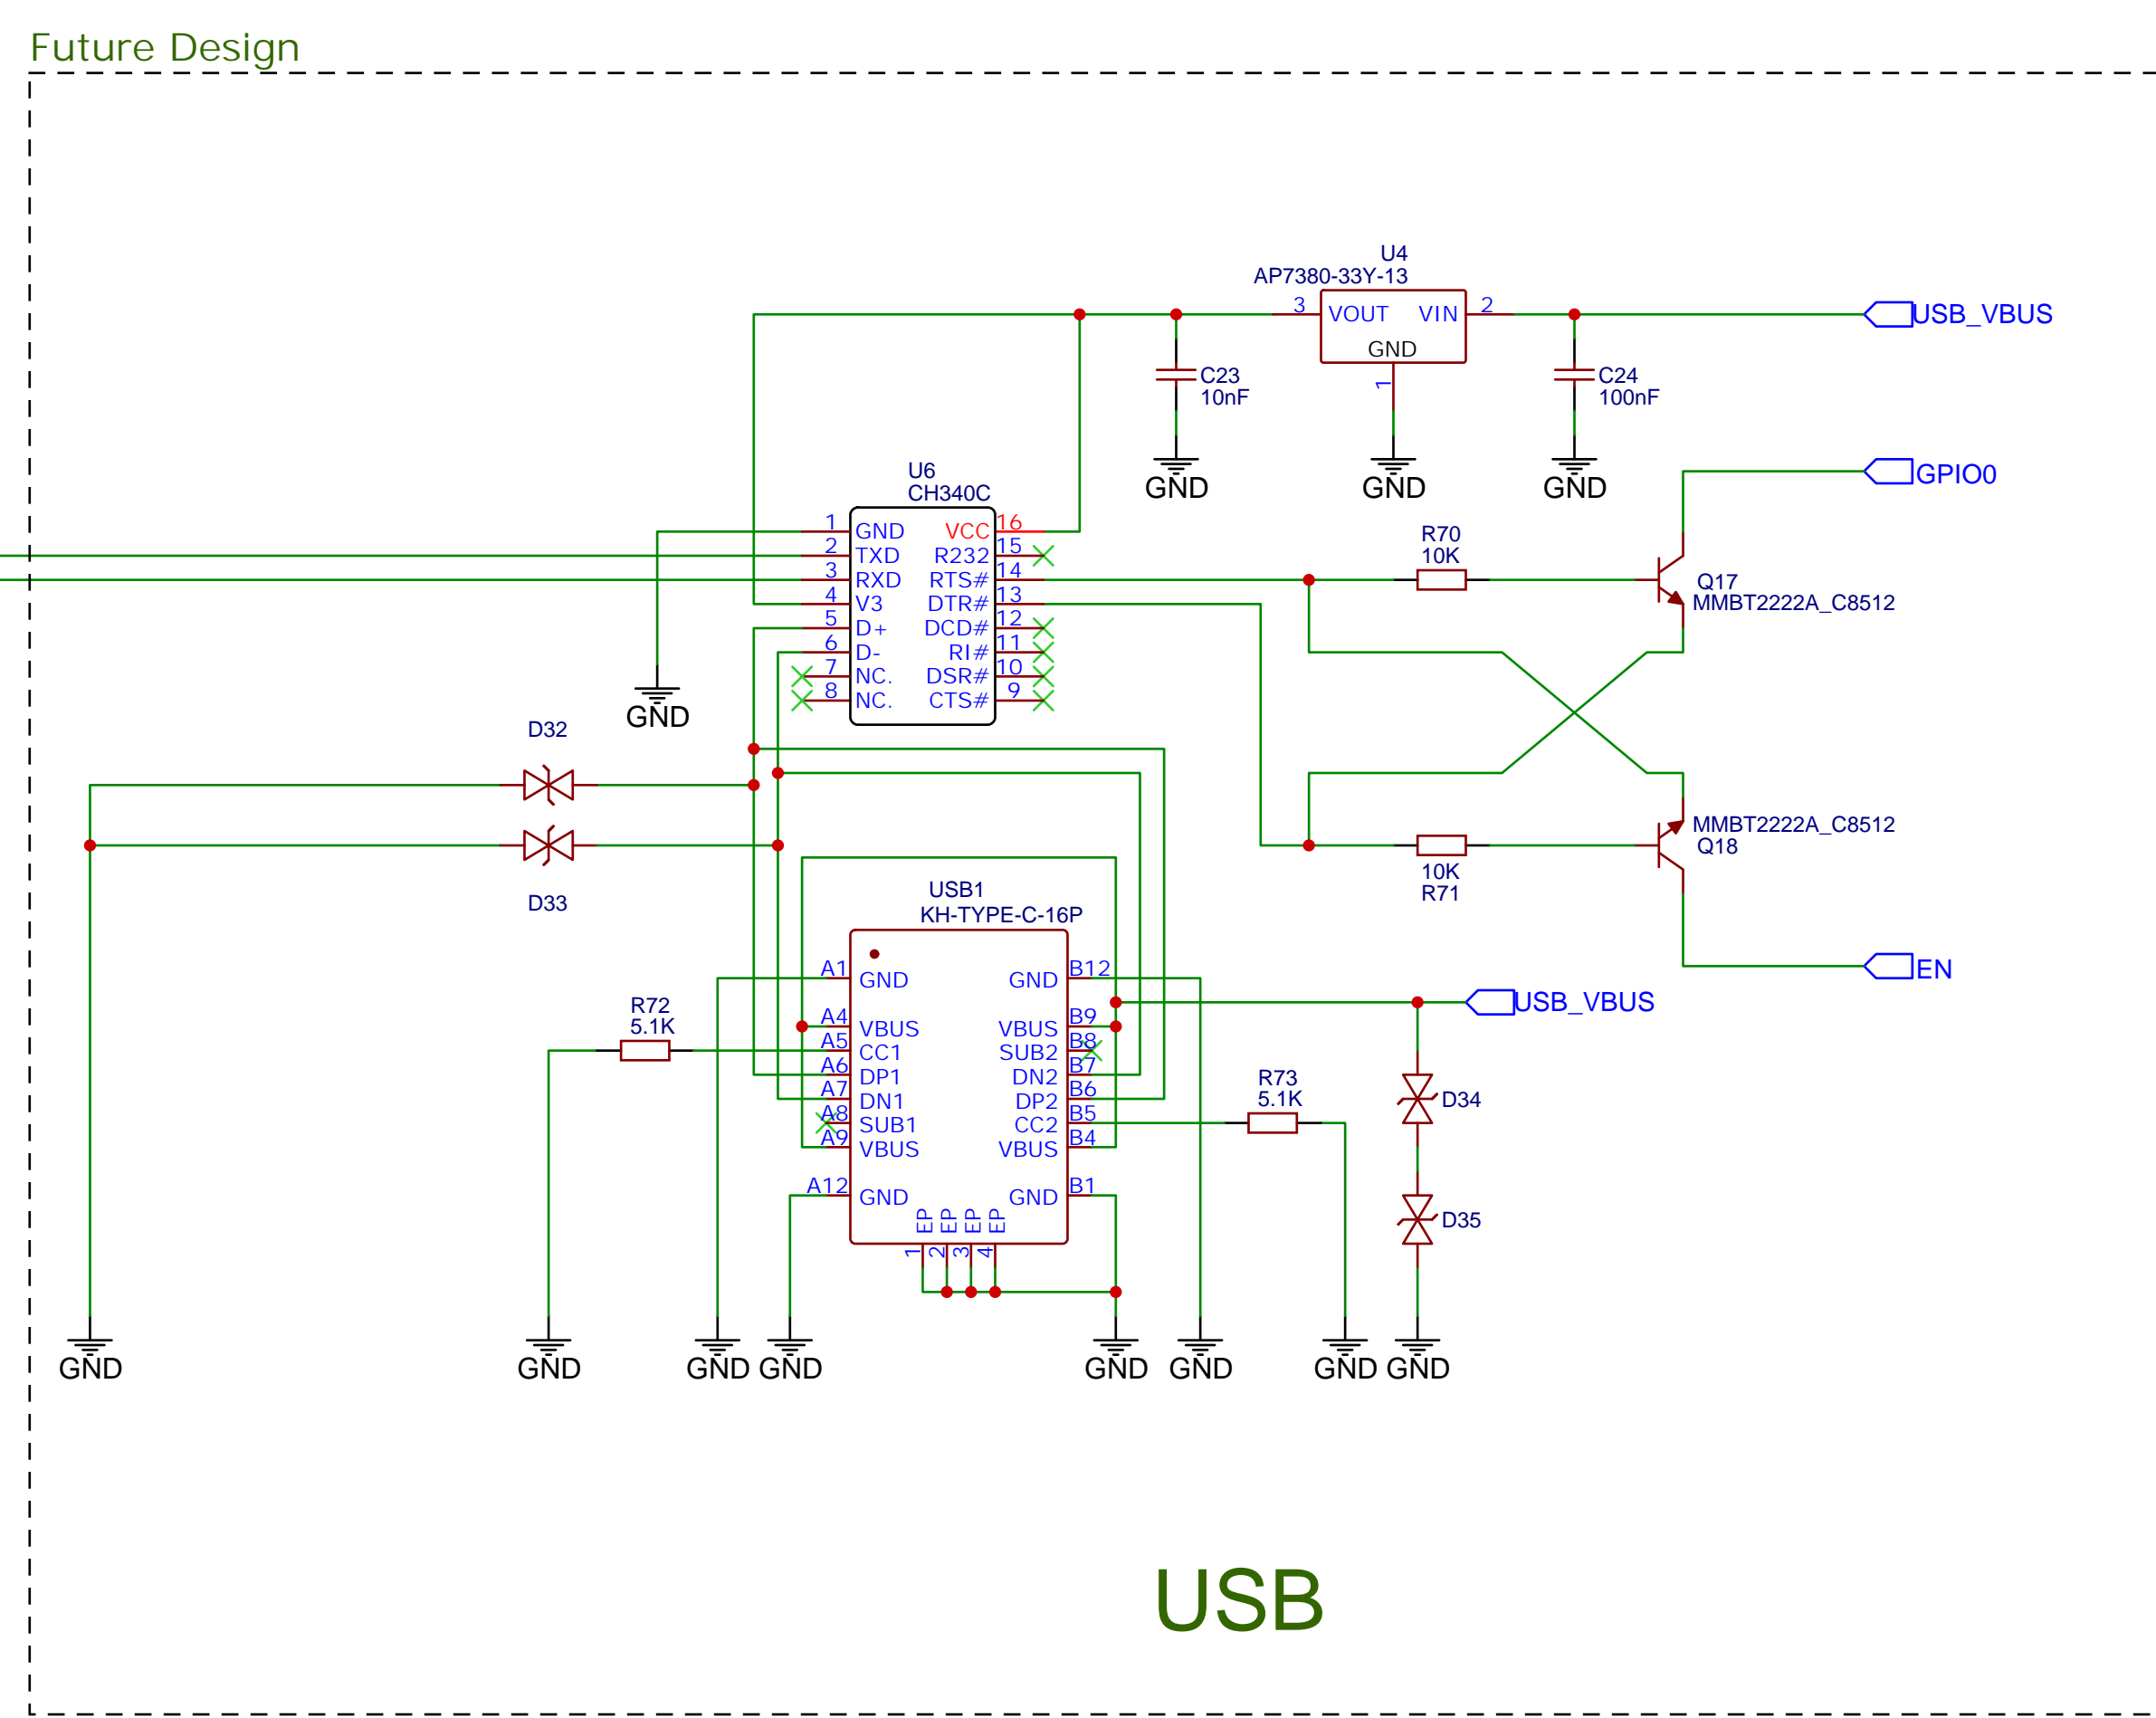 Future Design
U4
AP7380-33Y-13
3 VOUT VIN 2
GND
1
USB_VBUS
C23
10nF
C24
100nF
GND GND GND
GPIO0
U6
CH340C
1 GND VCC 16
2 TXD R232 15
3 RXD RTS# 14
4 V3 DTR# 13
5 D+ DCD# 12
6 D- RI# 11
7 NC. DSR# 10
8 NC. CTS# 9
GND
R70
10K
Q17
MMBT2222A_C8512
D32
D33
MMBT2222A_C8512
Q18
10K
R71
EN
USB1
KH-TYPE-C-16P
A1 GND GND B12
A4 VBUS VBUS B9
A5 CC1 SUB2 B8
A6 DP1 DN2 B7
A7 DN1 DP2 B6
A8 SUB1 CC2 B5
A9 VBUS VBUS B4
A12 GND GND B1
EP EP EP EP
1 2 3 4
USB_VBUS
R72
5.1K
R73
5.1K
D34
D35
GND GND GND GND GND GND GND GND
USB